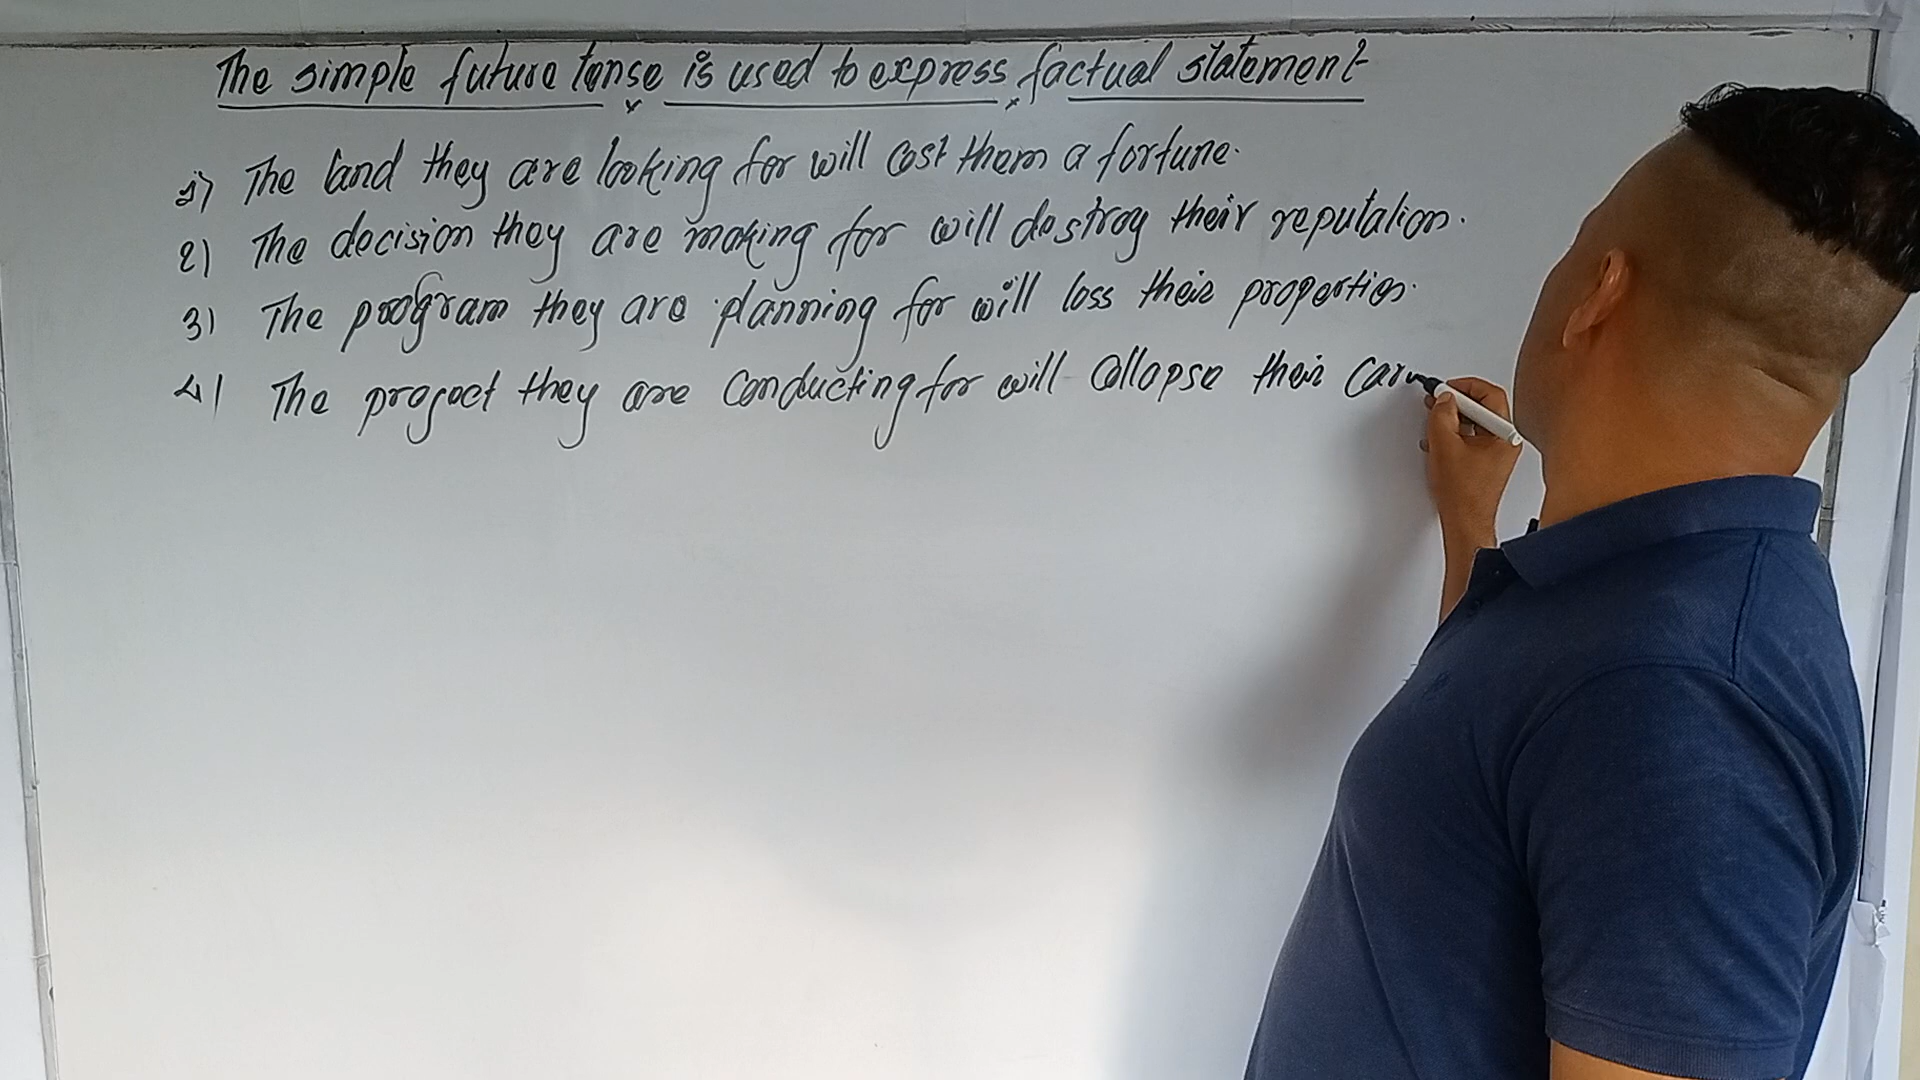 The simple future tense is used to express factual statement
1) The land they are looking for will cost them a fortune.
2) The decision they are making for will destroy their reputation.
3) The program they are planning for will loss their properties.
4) The project they are conducting for will collapse their